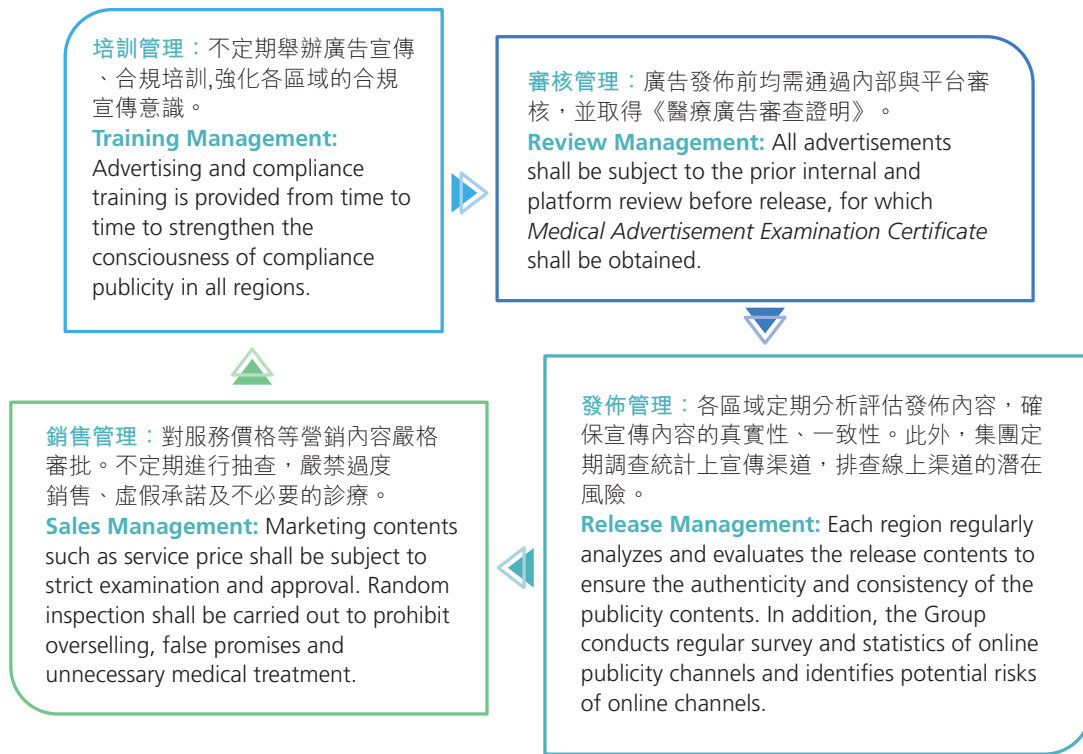 培訓管理：不定期舉辦廣告宣傳
、合規培訓,強化各區域的合規
宣傳意識。
Training Management:
Advertising and compliance
training is provided from time to
time to strengthen the
consciousness of compliance
publicity in all regions.
審核管理：廣告發佈前均需通過內部與平台審
核，並取得《醫療廣告審查證明》。
Review Management: All advertisements
shall be subject to the prior internal and
platform review before release, for which
Medical Advertisement Examination Certificate
shall be obtained.
發佈管理：各區域定期分析評估發佈內容，確
保宣傳內容的真實性、一致性。此外，集團定
期調查統計上宣傳渠道，排查線上渠道的潛在
風險。
Release Management: Each region regularly
analyzes and evaluates the release contents to
ensure the authenticity and consistency of the
publicity contents. In addition, the Group
conducts regular survey and statistics of online
publicity channels and identifies potential risks
of online channels.
銷售管理：對服務價格等營銷內容嚴格
審批。不定期進行抽查，嚴禁過度
銷售、虛假承諾及不必要的診療。
Sales Management: Marketing contents
such as service price shall be subject to
strict examination and approval. Random
inspection shall be carried out to prohibit
overselling, false promises and
unnecessary medical treatment.